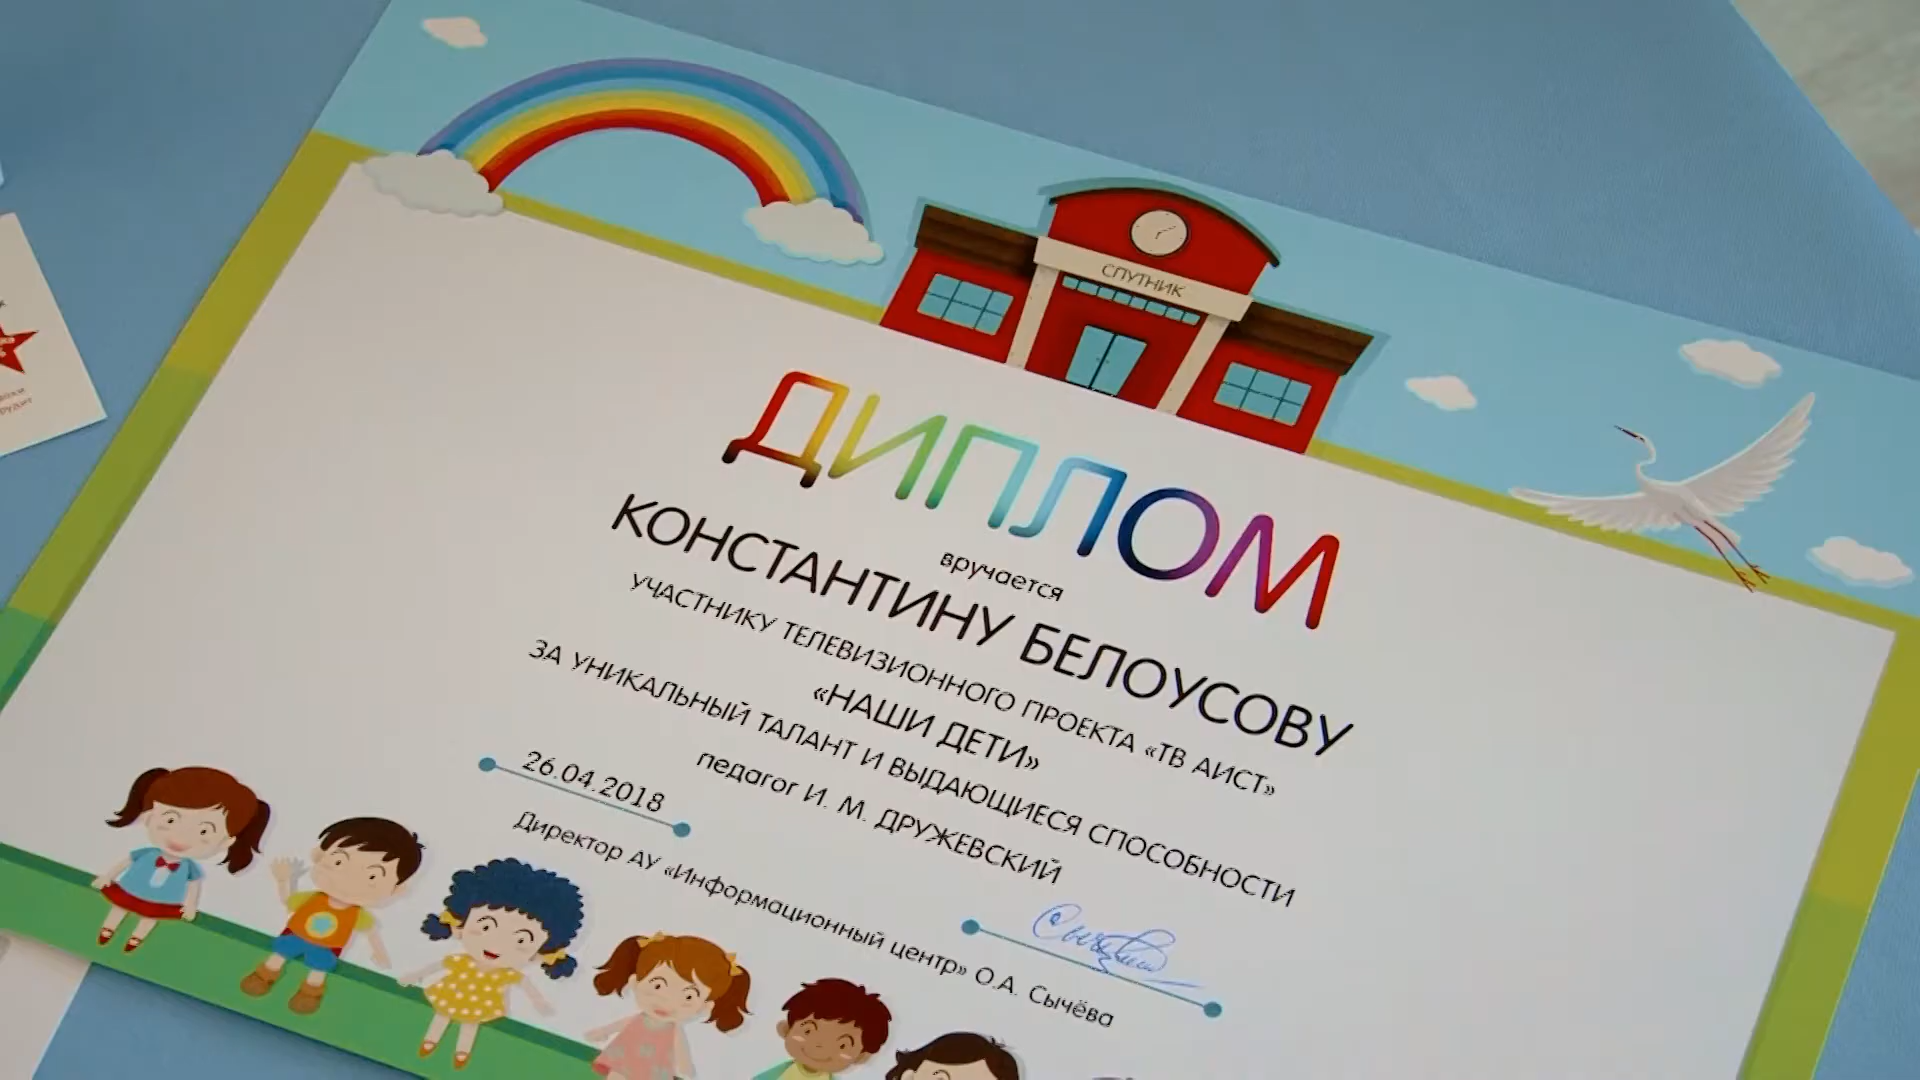 СПУТНИК
ДИПЛОМ
вручается
КОНСТАНТИНУ БЕЛОУСОВУ
УЧАСТНИКУ ТЕЛЕВИЗИОННОГО ПРОЕКТА «ТВ АИСТ»
«НАШИ ДЕТИ»
ЗА УНИКАЛЬНЫЙ ТАЛАНТ И ВЫДАЮЩИЕСЯ СПОСОБНОСТИ
педагог И. М. ДРУЖЕВСКИЙ
26.04.2018
Директор АУ «Информационный центр» О.А. Сычёва